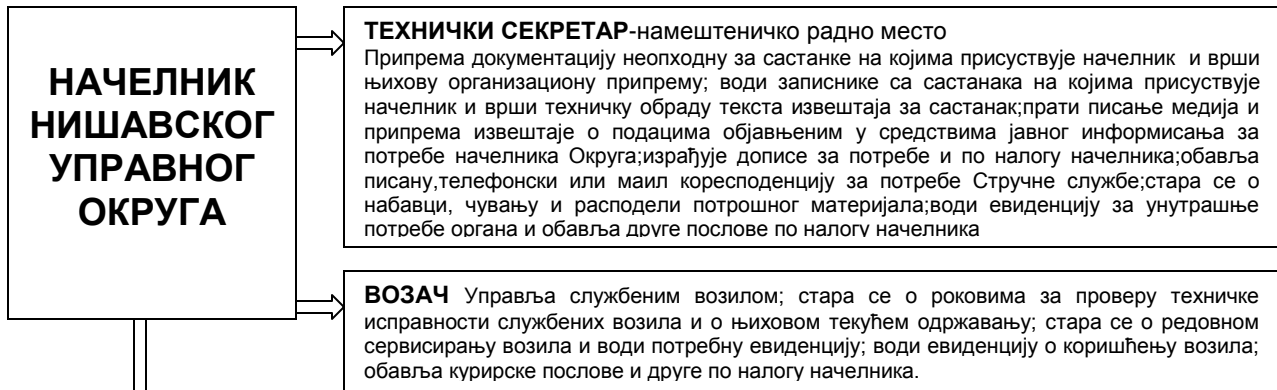 НАЧЕЛНИК
НИШАВСКОГ
УПРАВНОГ
ОКРУГА
ТЕХНИЧКИ СЕКРЕТАР-намештеничко радно место
Припрема документацију неопходну за састанке на којима присуствује начелник и врши
њихову организациону припрему; води записнике са састанака на којима присуствује
начелник и врши техничку обраду текста извештаја за састанак;прати писање медија и
припрема извештаје о подацима објављеним у средствима јавног информисања за
потребе начелника Округа;израђује дописе за потребе и по налогу начелника;обавља
писану,телефонски или маил коресподенцију за потребе Стручне службе;стара се о
набавци, чувању и расподели потрошног материјала;води евиденцију за унутрашње
потребе органа и обавља друге послове по налогу начелника
ВОЗАЧ Управља службеним возилом; стара се о роковима за проверу техничке
исправности службених возила и о њиховом текућем одржавању; стара се о редовном
сервисирању возила и води потребну евиденцију; води евиденцију о коришћењу возила;
обавља курирске послове и друге по налогу начелника.